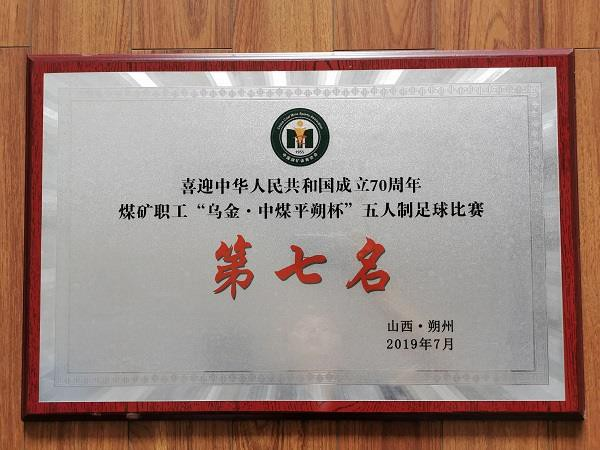 1955
喜迎中华人民共和国成立70周年
煤矿职工“乌金·中煤平朔杯”五人制足球比赛
第七名
山西·朔州
2019年7月